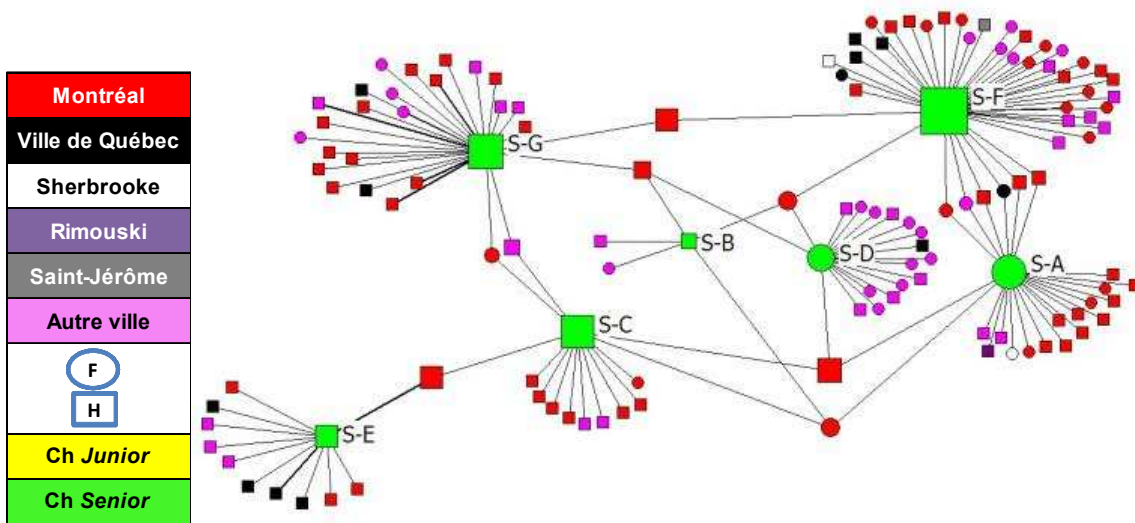 Montréal
Ville de Québec
Sherbrooke
Rimouski
Saint-Jérôme
Autre ville
F
H
Ch Junior
Ch Senior
S-F
S-G
S-B
S-D
S-A
S-C
S-E